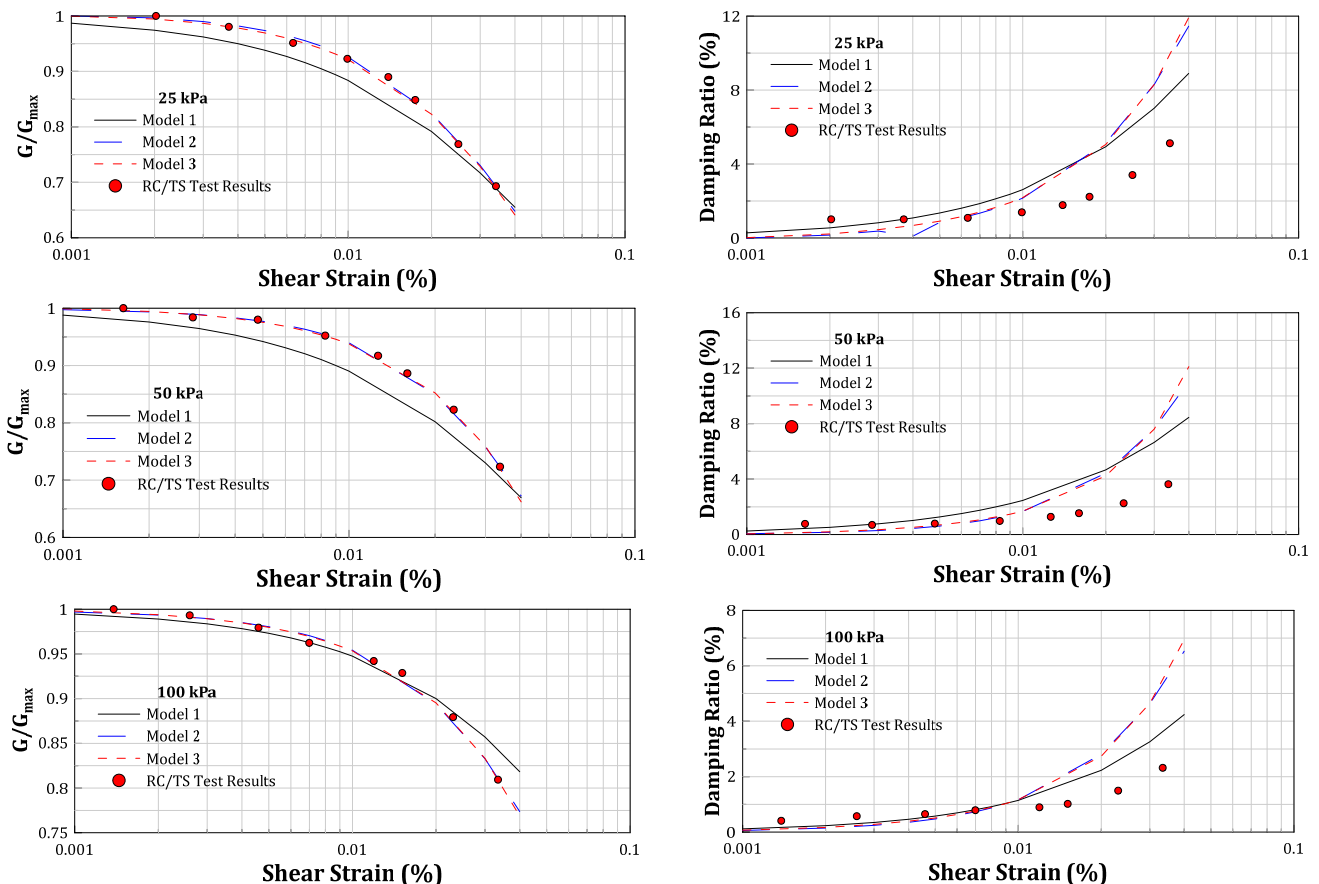 1
0.9
0.8
0.7
0.6
G/Gmax
25 kPa
Model 1
Model 2
Model 3
RC/TS Test Results
0.001
0.01
0.1
Shear Strain (%)
12
8
4
0
Damping Ratio (%)
25 kPa
Model 1
Model 2
Model 3
RC/TS Test Results
0.001
0.01
0.1
Shear Strain (%)
1
0.9
0.8
0.7
0.6
G/Gmax
50 kPa
Model 1
Model 2
Model 3
RC/TS Test Results
0.001
0.01
0.1
Shear Strain (%)
16
12
8
4
0
Damping Ratio (%)
50 kPa
Model 1
Model 2
Model 3
RC/TS Test Results
0.001
0.01
0.1
Shear Strain (%)
1
0.95
0.9
0.85
0.8
0.75
G/Gmax
100 kPa
Model 1
Model 2
Model 3
RC/TS Test Results
0.001
0.01
0.1
Shear Strain (%)
8
6
4
2
0
Damping Ratio (%)
100 kPa
Model 1
Model 2
Model 3
RC/TS Test Results
0.001
0.01
0.1
Shear Strain (%)